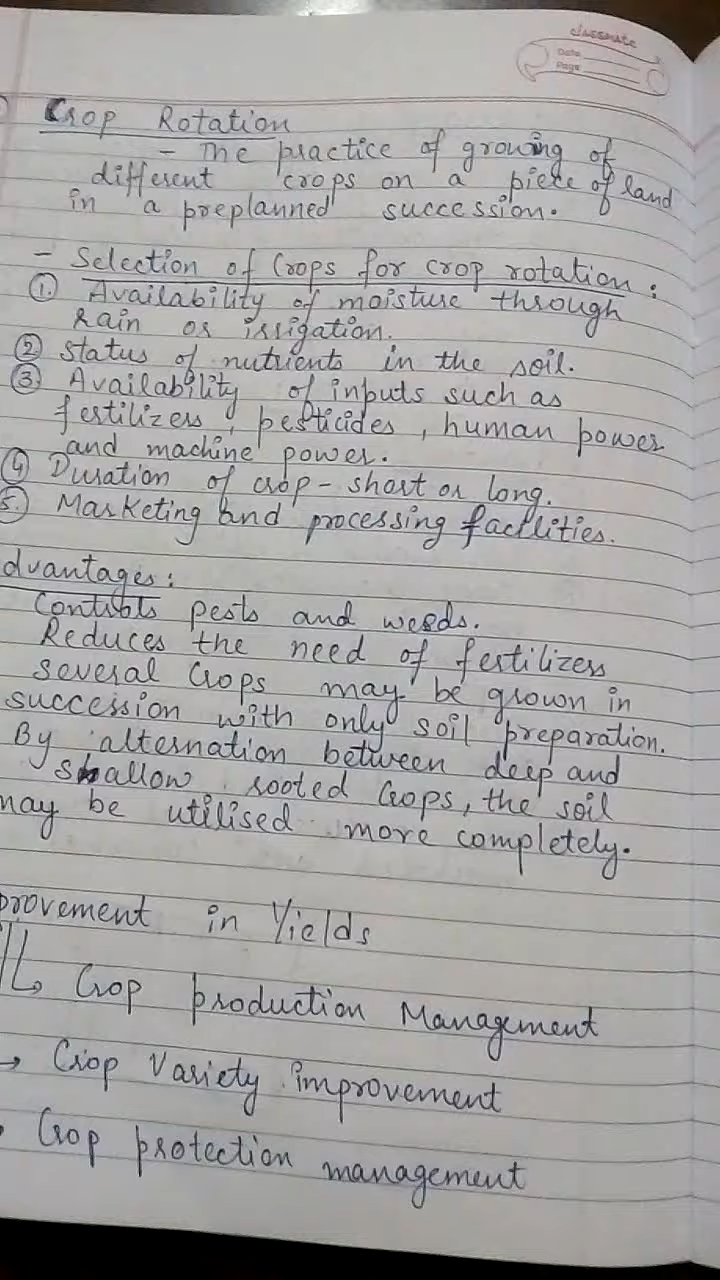 classmate
Date
Page
Crop Rotation
- The practice of growing of
different crops on a piece of land
in a preplanned succession.
- Selection of Crops for crop rotation:
① Availability of moisture through
rain or irrigation.
② Status of nutrients in the soil.
③ Availability of inputs such as
fertilizers, pesticides, human power
and machine power.
④ Duration of crop - short or long.
⑤ Marketing and processing facilities.
dvantages:
Controls pests and weeds.
Reduces the need of fertilizers
several crops may be grown in
succession with only soil preparation.
By alternation between deep and
shallow rooted crops, the soil
may be utilised more completely.
provement in Yields
↳ Crop production Management
→ Crop Variety improvement
Crop protection management